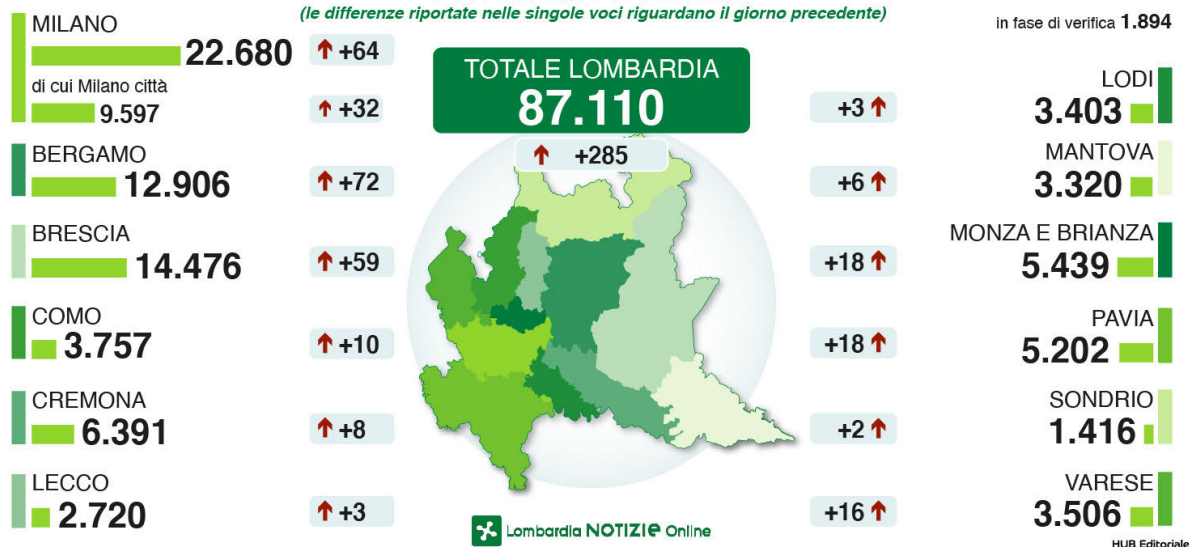 (le differenze riportate nelle singole voci riguardano il giorno precedente)
in fase di verifica 1.894
MILANO
22.680
+64
di cui Milano città
9.597
+32
BERGAMO
12.906
+72
BRESCIA
14.476
+59
COMO
3.757
+10
CREMONA
6.391
+8
LECCO
2.720
+3
TOTALE LOMBARDIA
87.110
+285
LODI
+3
3.403
MANTOVA
+6
3.320
MONZA E BRIANZA
+18
5.439
PAVIA
+18
5.202
SONDRIO
+2
1.416
VARESE
+16
3.506
Lombardia NOTIZIE Online
HUB Editoriale